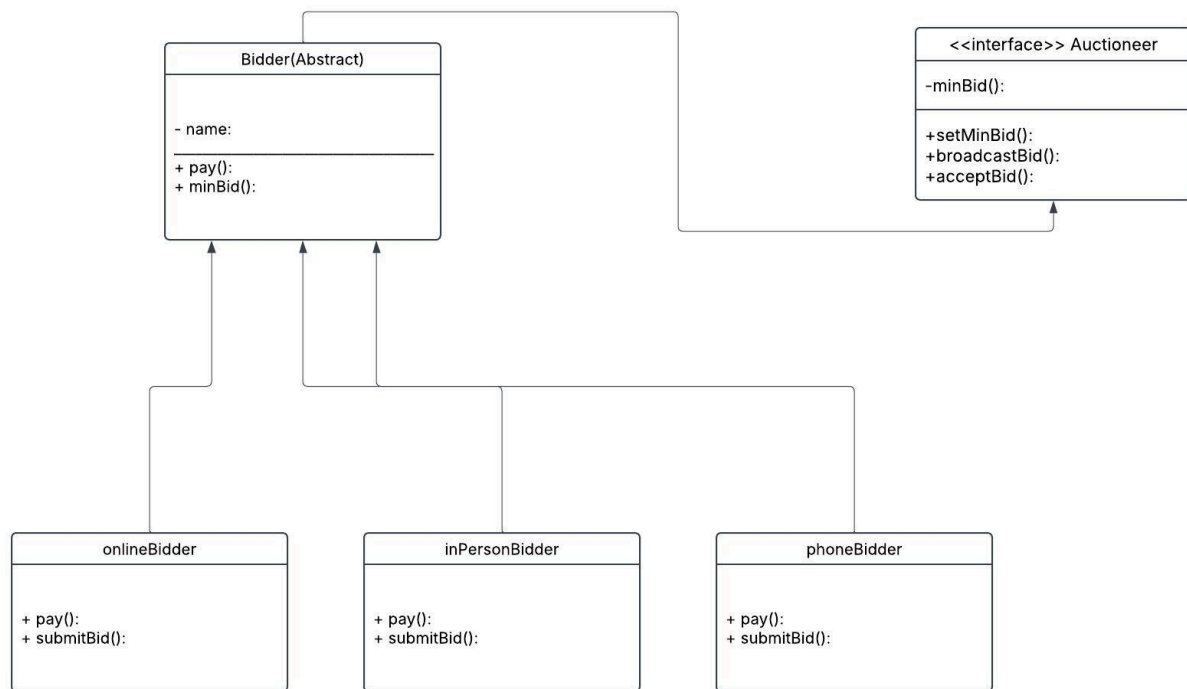 Bidder(Abstract)
- name:
+ pay():
+ minBid():
<<interface>> Auctioneer
-minBid():
+setMinBid():
+broadcastBid():
+acceptBid():
onlineBidder
+ pay():
+ submitBid():
inPersonBidder
+ pay():
+ submitBid():
phoneBidder
+ pay():
+ submitBid():